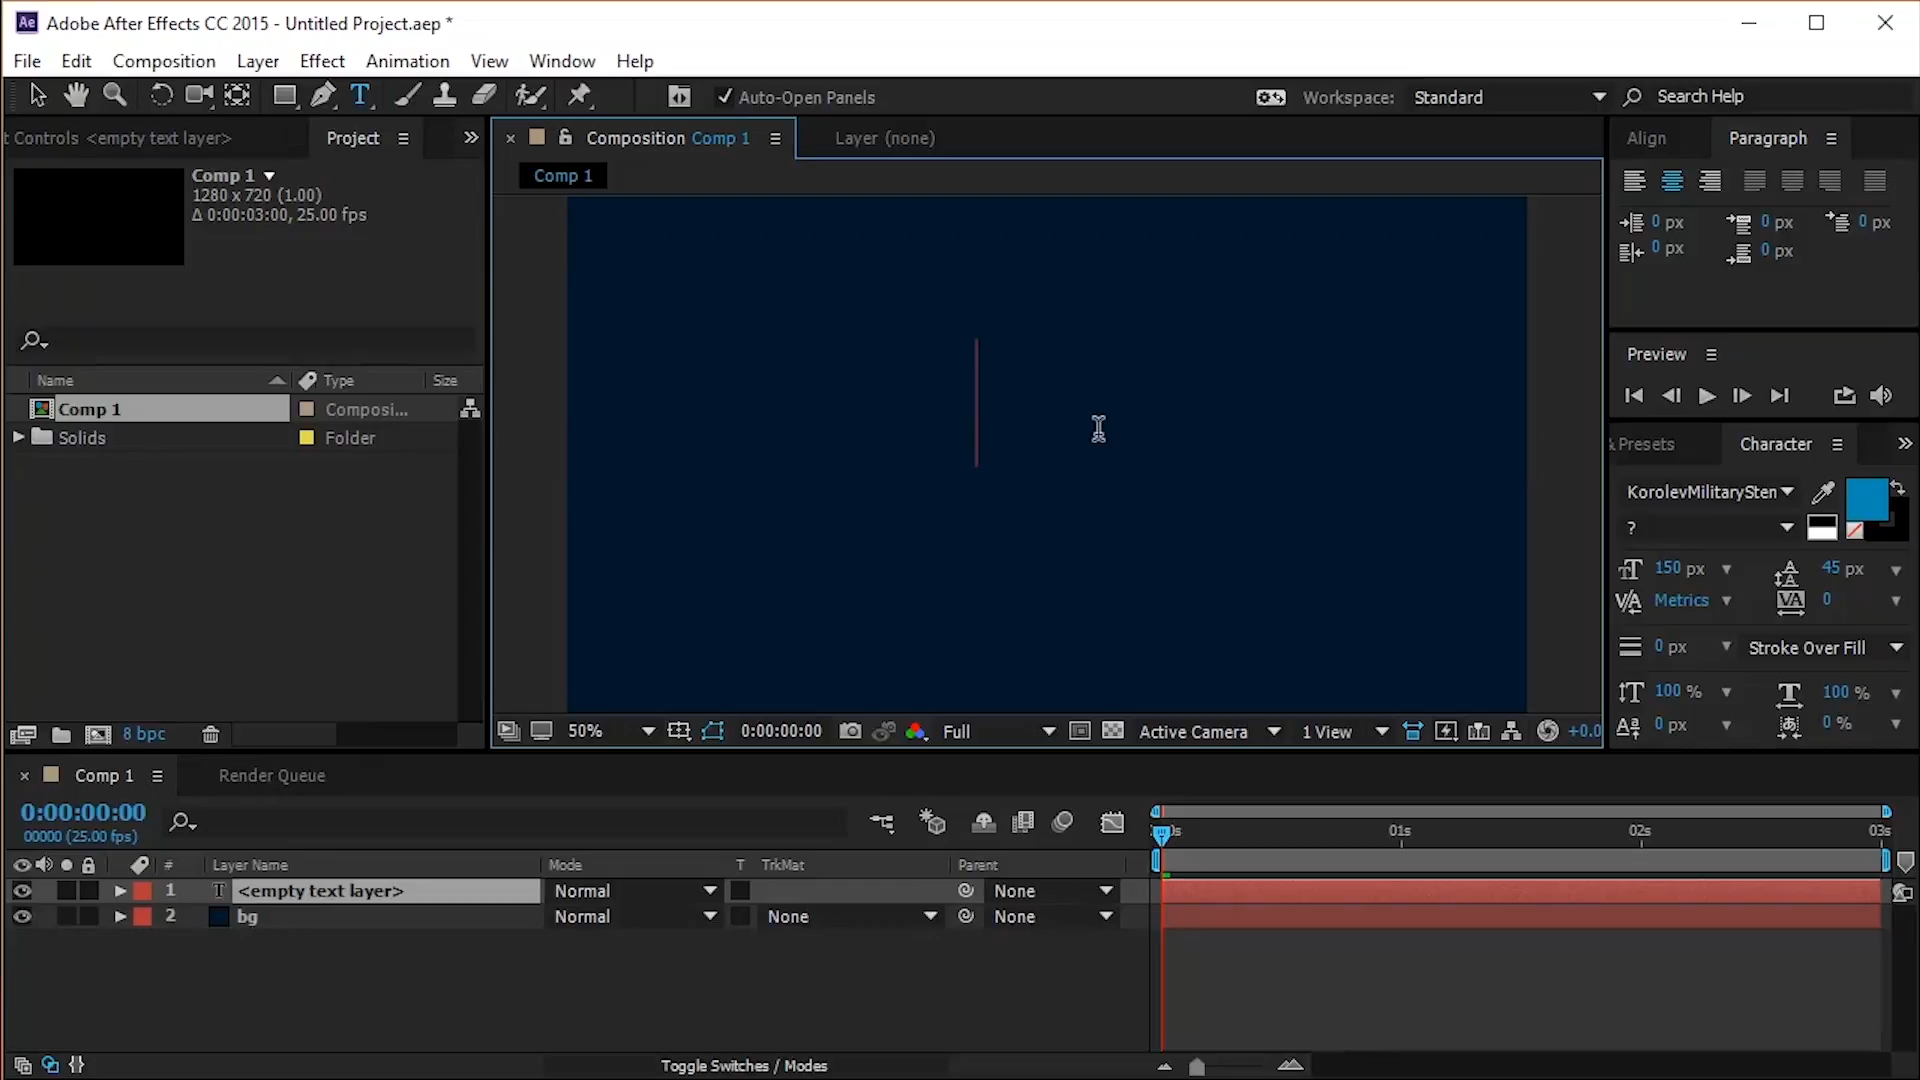 Ae Adobe After Effects CC 2015 - Untitled Project.aep *
File Edit Composition Layer Effect Animation View Window Help
T Auto-Open Panels Workspace: Standard Search Help
t Controls <empty text layer> Project Composition Comp 1 Layer (none) Align Paragraph
Comp 1
1280 x 720 (1.00)
Δ 0:00:03:00, 25.00 fps
Comp 1
0 px 0 px 0 px
0 px 0 px
Preview
Name Type Size
Comp 1 Composi...
Solids Folder
& Presets Character
KorolevMilitarySten
?
150 px 45 px
Metrics 0
0 px Stroke Over Fill
100 % 100 %
0 px 0 %
8 bpc
50% 0:00:00:00 Full Active Camera 1 View +0.0
Comp 1 Render Queue
0:00:00:00
00000 (25.00 fps)
01s 02s 03s
# Layer Name Mode T TrkMat Parent
1 T <empty text layer> Normal None
2 bg Normal None None
Toggle Switches / Modes